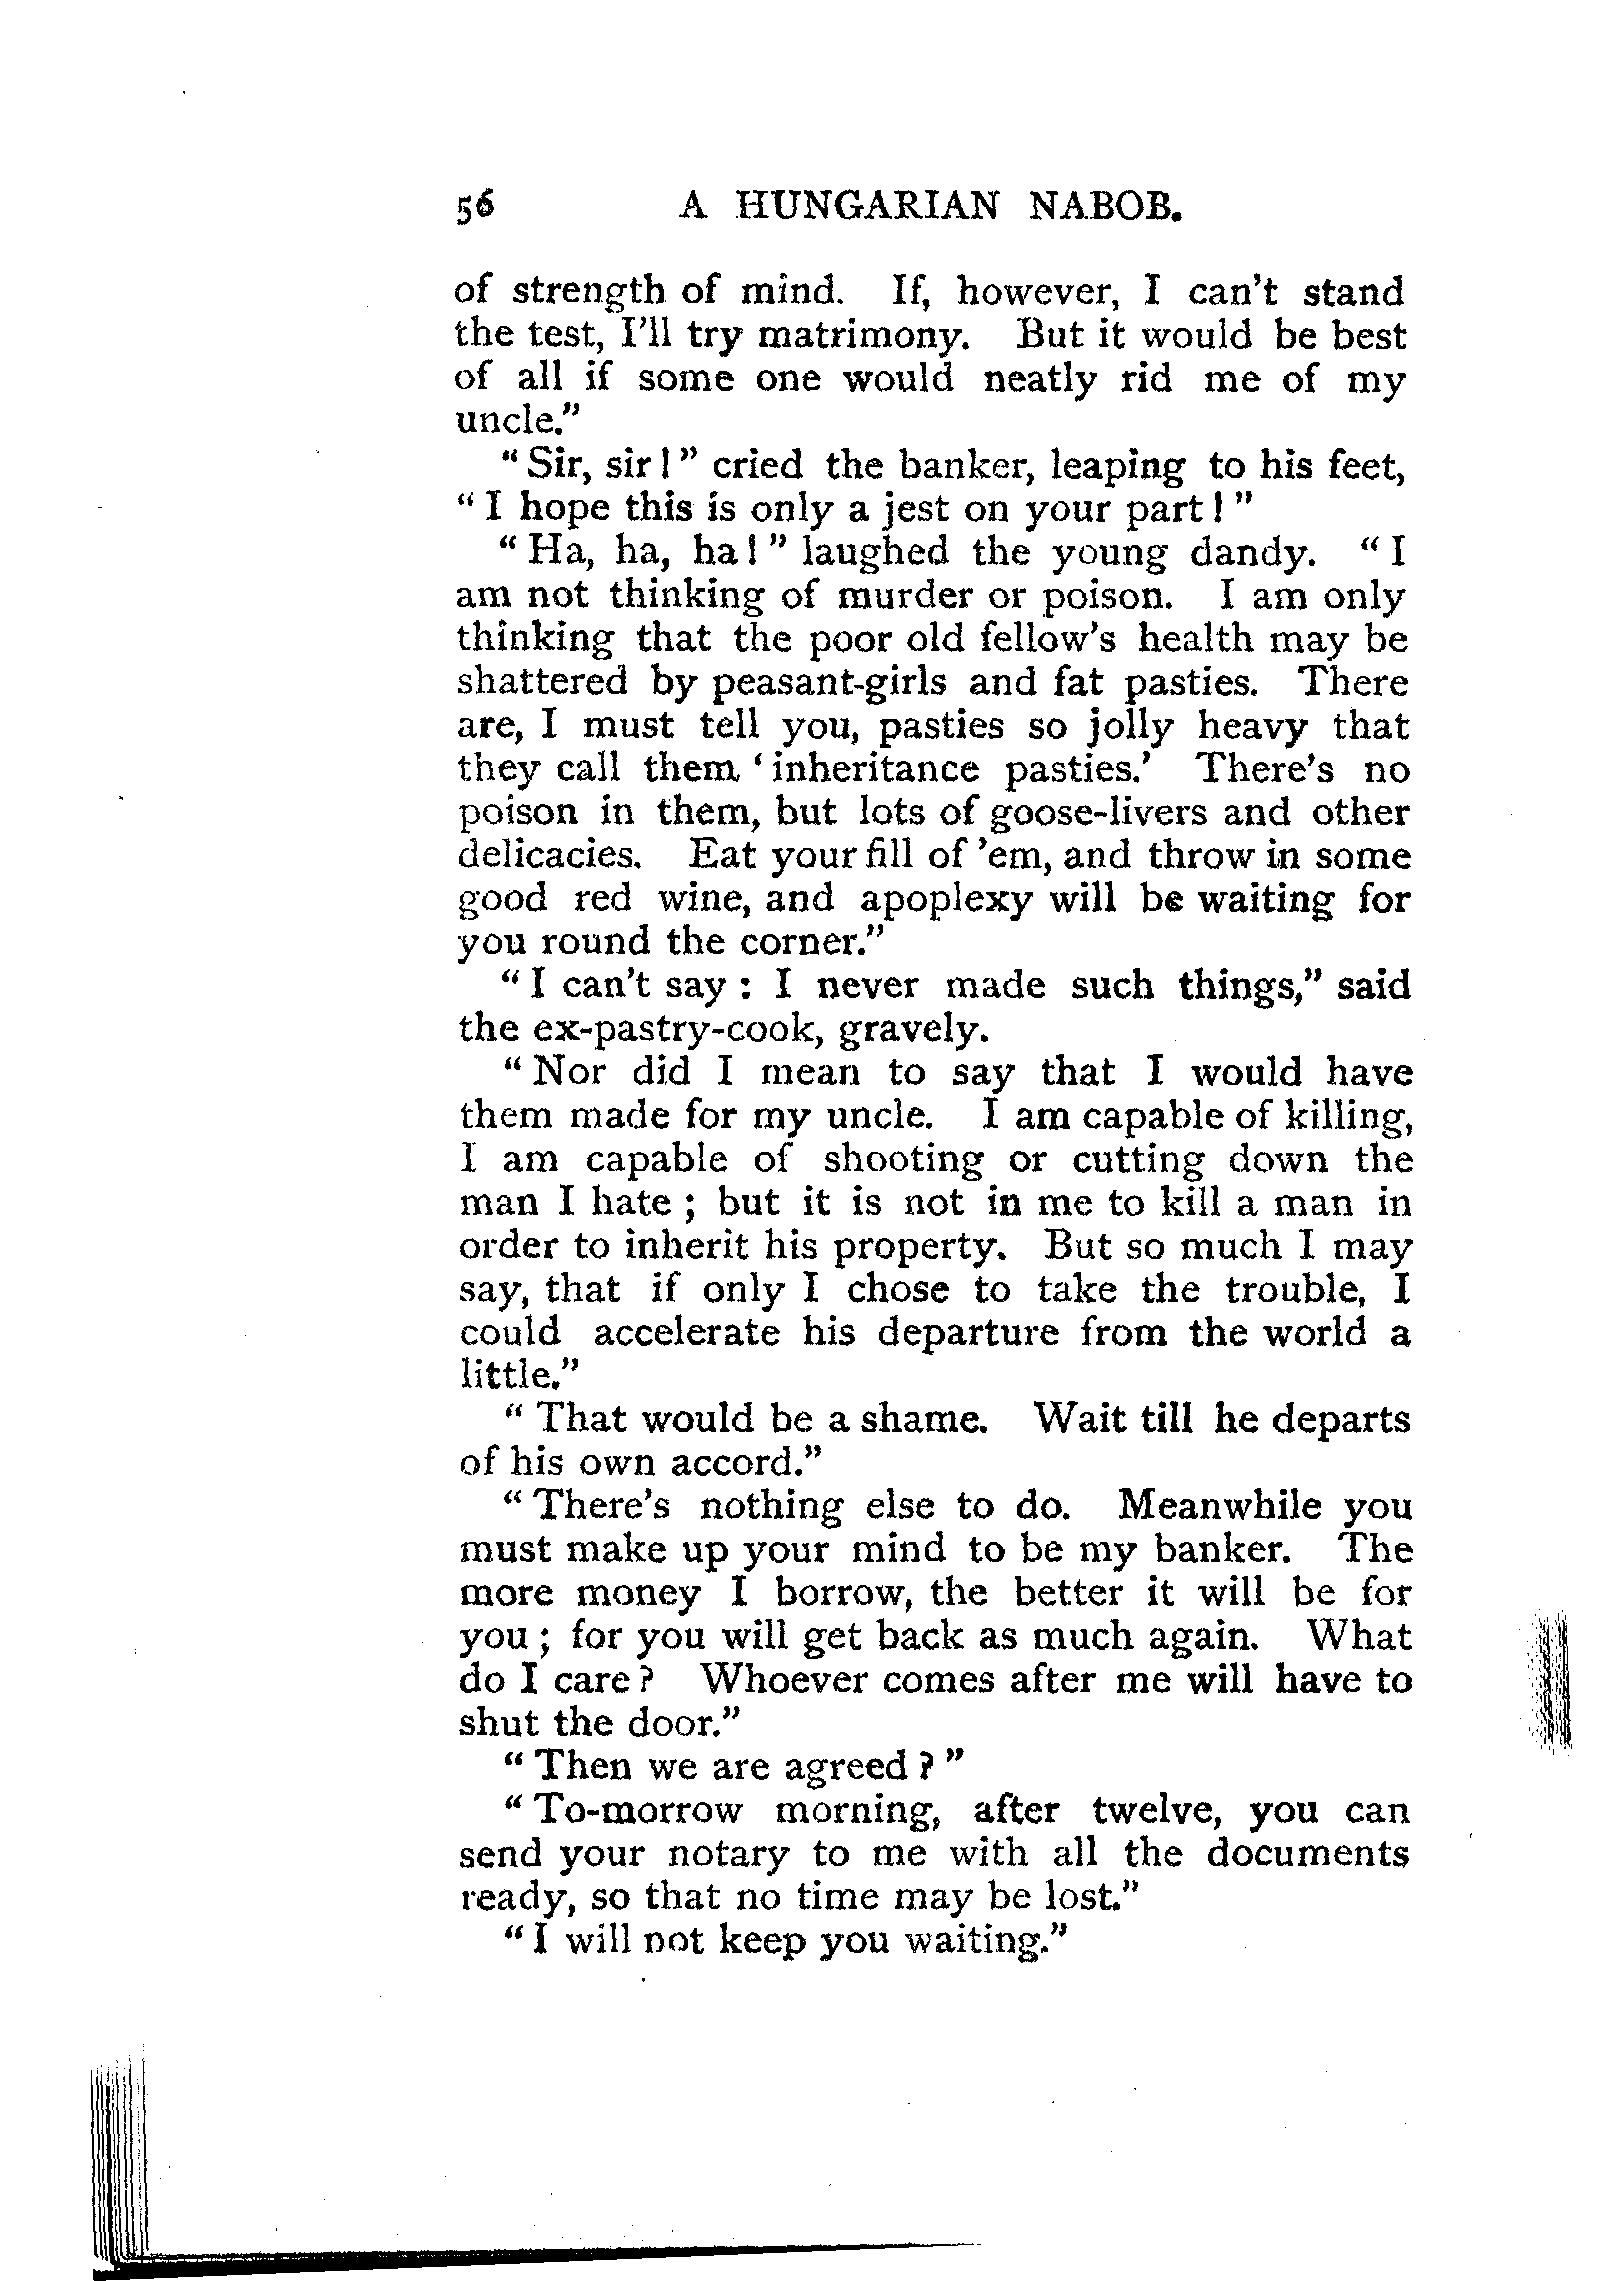 56 A HUNGARIAN NABOB.
of strength of mind. If, however, I can't stand
the test, I'll try matrimony. But it would be best
of all if some one would neatly rid me of my
uncle.”
“Sir, sir!” cried the banker, leaping to his feet,
“I hope this is only a jest on your part!”
“Ha, ha, ha!” laughed the young dandy. “I
am not thinking of murder or poison. I am only
thinking that the poor old fellow's health may be
shattered by peasant-girls and fat pasties. There
are, I must tell you, pasties so jolly heavy that
they call them ‘inheritance pasties.’ There's no
poison in them, but lots of goose-livers and other
delicacies. Eat your fill of 'em, and throw in some
good red wine, and apoplexy will be waiting for
you round the corner.”
“I can't say: I never made such things,” said
the ex-pastry-cook, gravely.
“Nor did I mean to say that I would have
them made for my uncle. I am capable of killing,
I am capable of shooting or cutting down the
man I hate; but it is not in me to kill a man in
order to inherit his property. But so much I may
say, that if only I chose to take the trouble, I
could accelerate his departure from the world a
little.”
“That would be a shame. Wait till he departs
of his own accord.”
“There's nothing else to do. Meanwhile you
must make up your mind to be my banker. The
more money I borrow, the better it will be for
you; for you will get back as much again. What
do I care? Whoever comes after me will have to
shut the door.”
“Then we are agreed?”
“To-morrow morning, after twelve, you can
send your notary to me with all the documents
ready, so that no time may be lost.”
“I will not keep you waiting.”